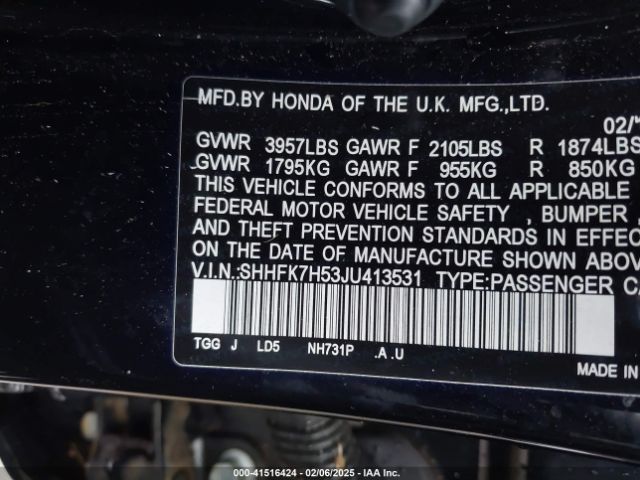 MFD.BY HONDA OF THE U.K. MFG.,LTD.
02/
GVWR 3957LBS GAWR F 2105LBS R 1874LBS
GVWR 1795KG GAWR F 955KG R 850KG
THIS VEHICLE CONFORMS TO ALL APPLICABLE
FEDERAL MOTOR VEHICLE SAFETY , BUMPER
AND THEFT PREVENTION STANDARDS IN EFFEC
ON THE DATE OF MANUFACTURE SHOWN ABOV
V.I.N.:SHHFK7H53JU413531 TYPE:PASSENGER C
TGG J LD5 NH731P .A .U
MADE IN
000-41516424 - 02/06/2025 - IAA Inc.